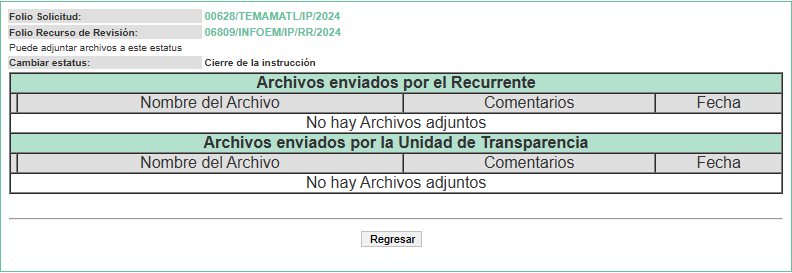 Folio Solicitud: 00628/TEMAMATL/IP/2024
Folio Recurso de Revisión: 06809/INFOEM/IP/RR/2024
Puede adjuntar archivos a este estatus
Cambiar estatus: Cierre de la instrucción
Archivos enviados por el Recurrente
Nombre del Archivo Comentarios Fecha
No hay Archivos adjuntos
Archivos enviados por la Unidad de Transparencia
Nombre del Archivo Comentarios Fecha
No hay Archivos adjuntos
Regresar